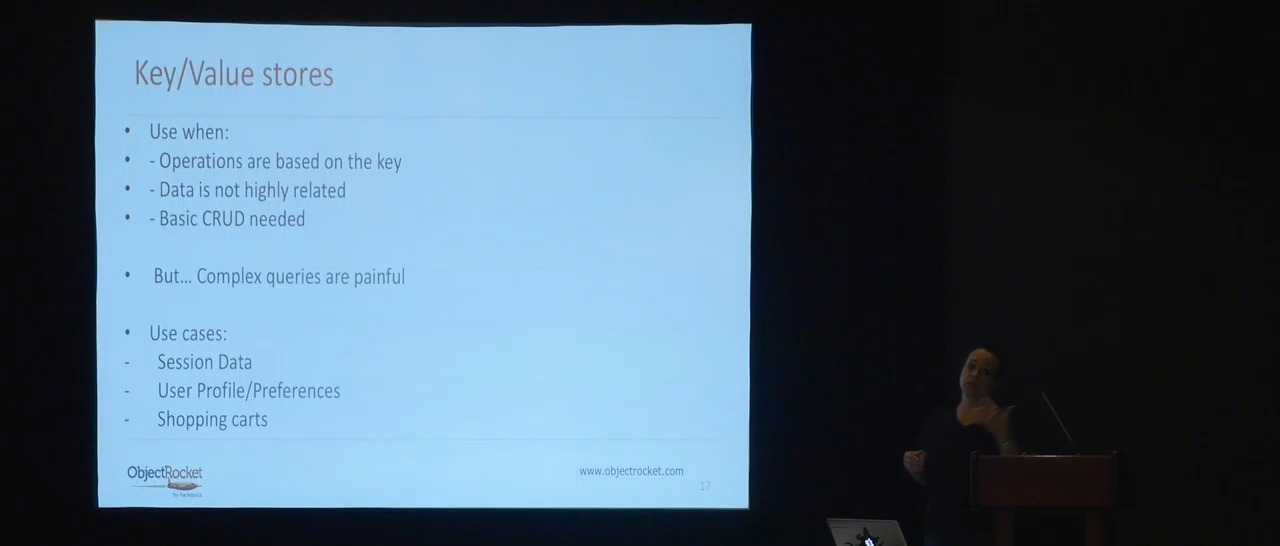 Key/Value stores
• Use when:
• - Operations are based on the key
• - Data is not highly related
• - Basic CRUD needed
• But... Complex queries are painful
• Use cases:
- Session Data
- User Profile/Preferences
- Shopping carts
ObjectRocket
by Rackspace
www.objectrocket.com
17